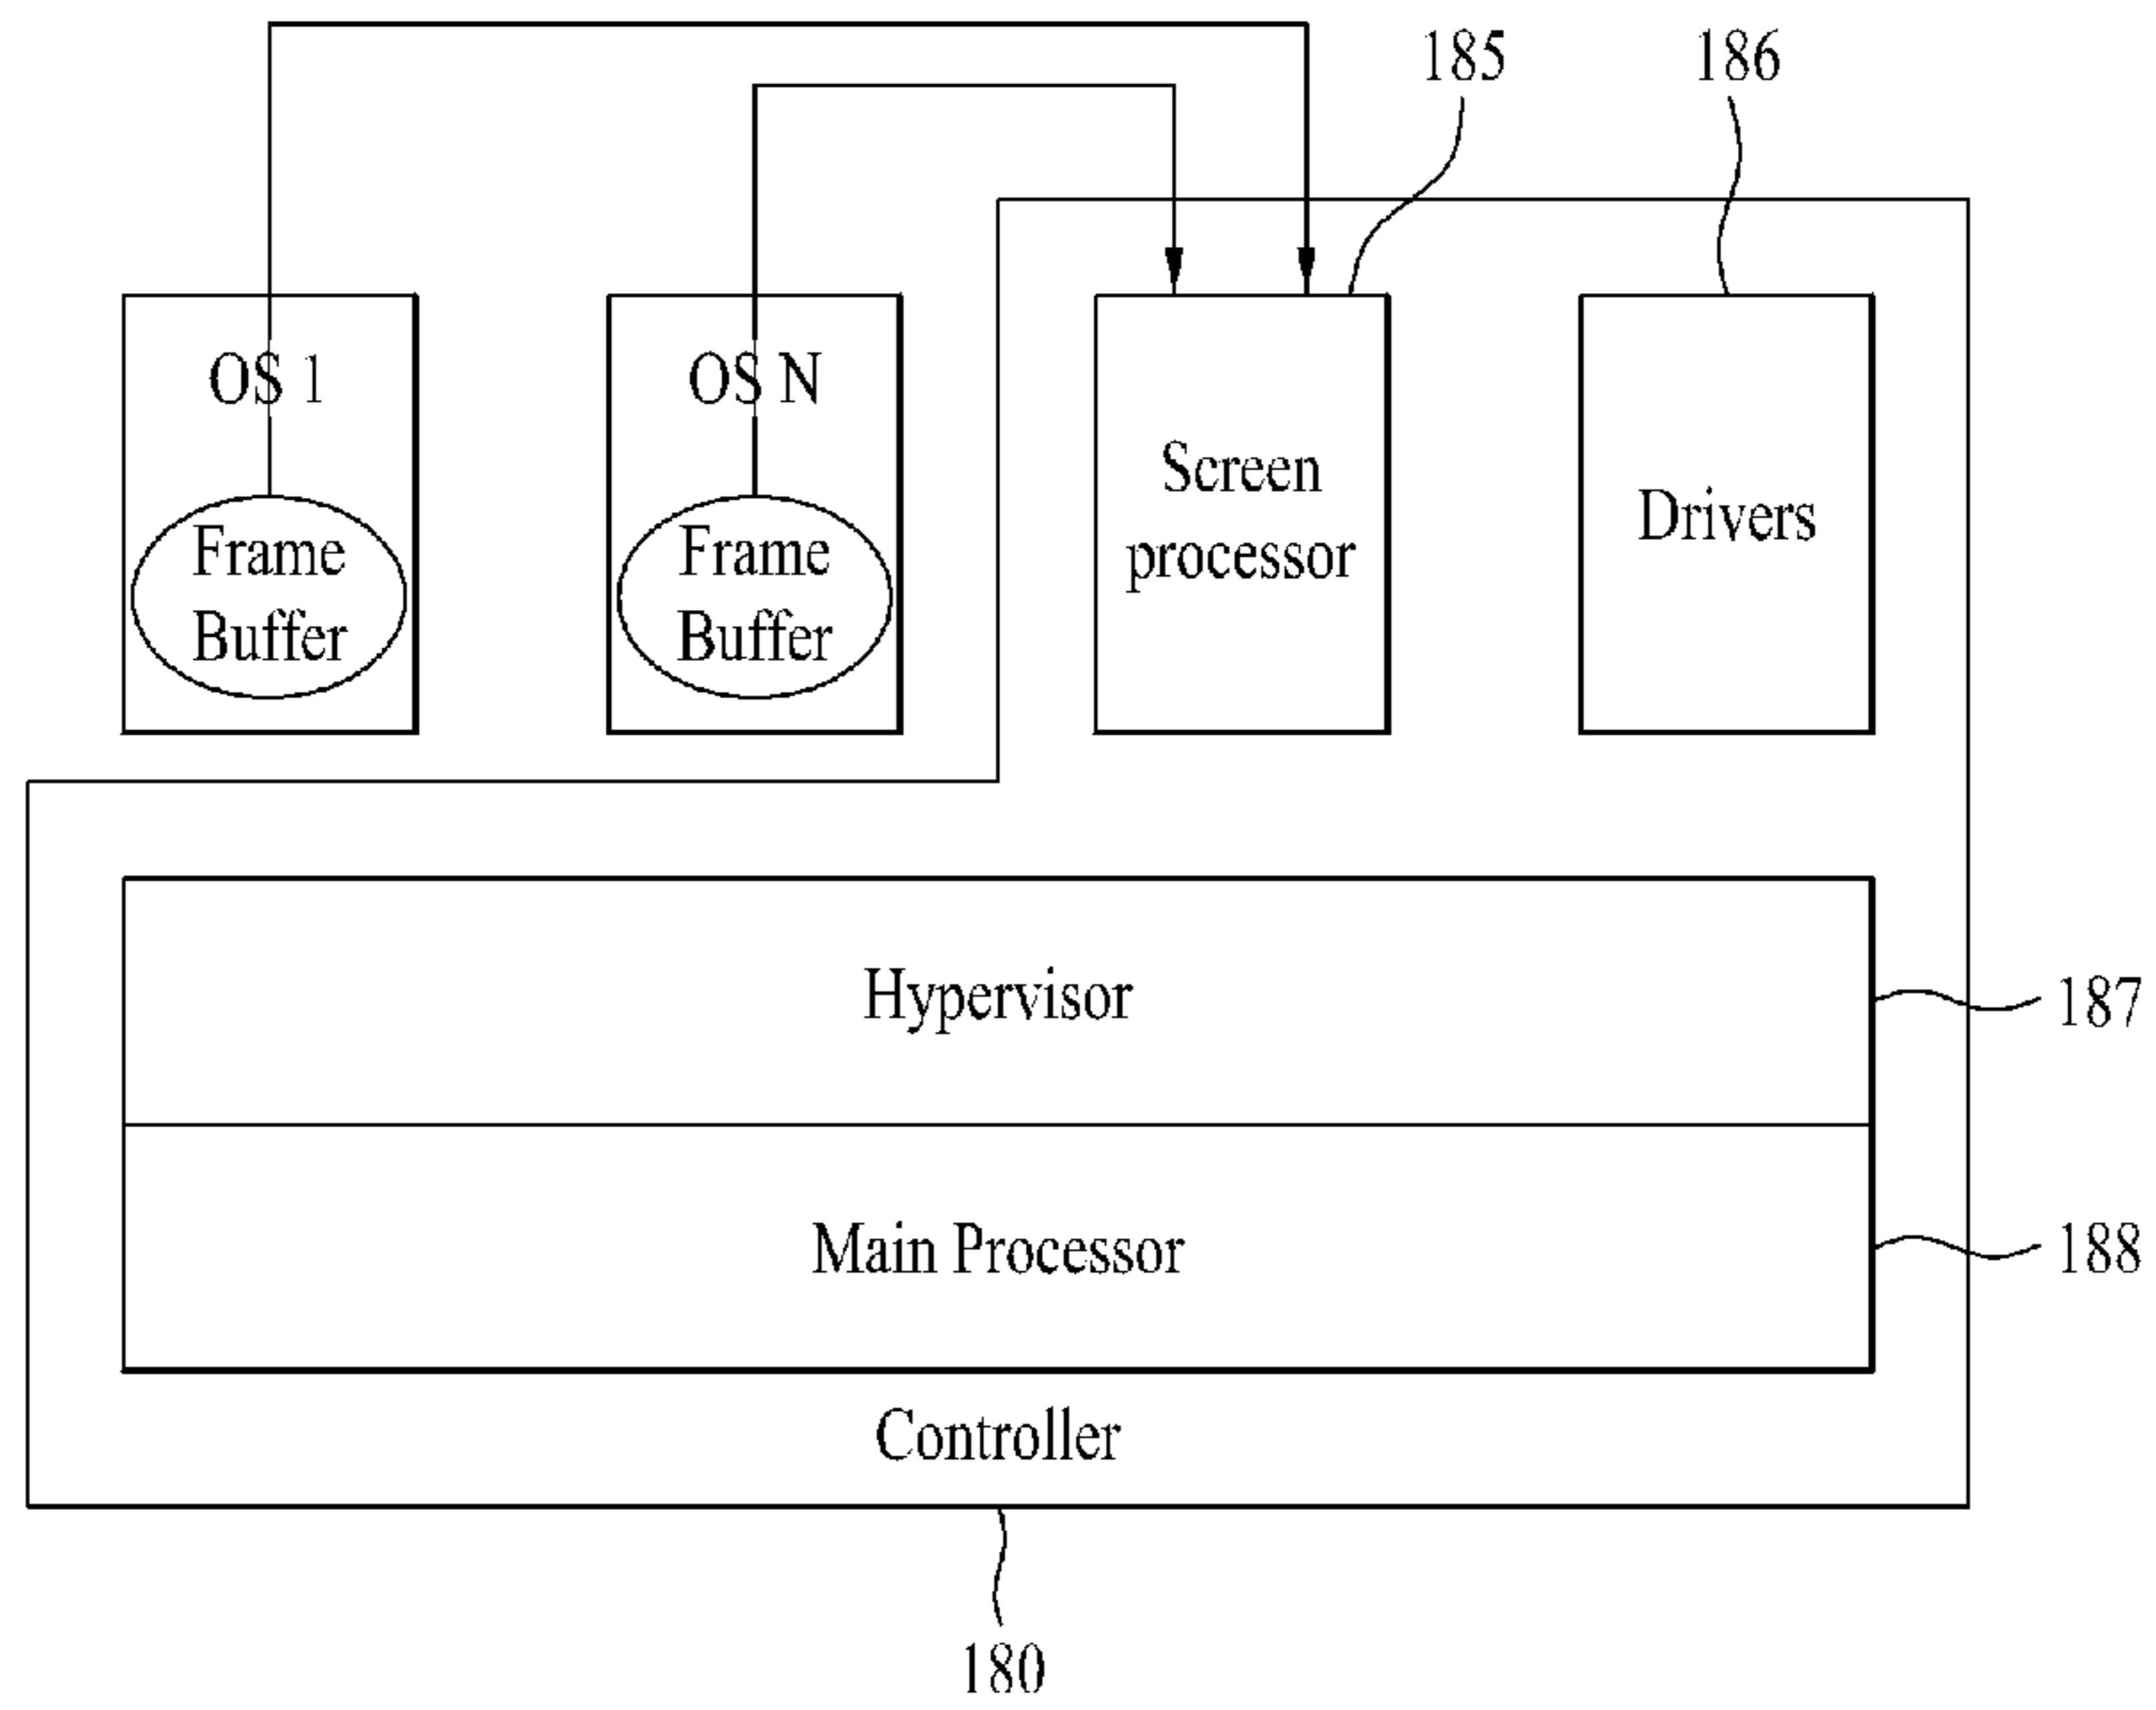 185
186
OS 1
OS N
Screen
processor
Drivers
Frame
Buffer
Frame
Buffer
Hypervisor
187
Main Processor
188
Controller
180